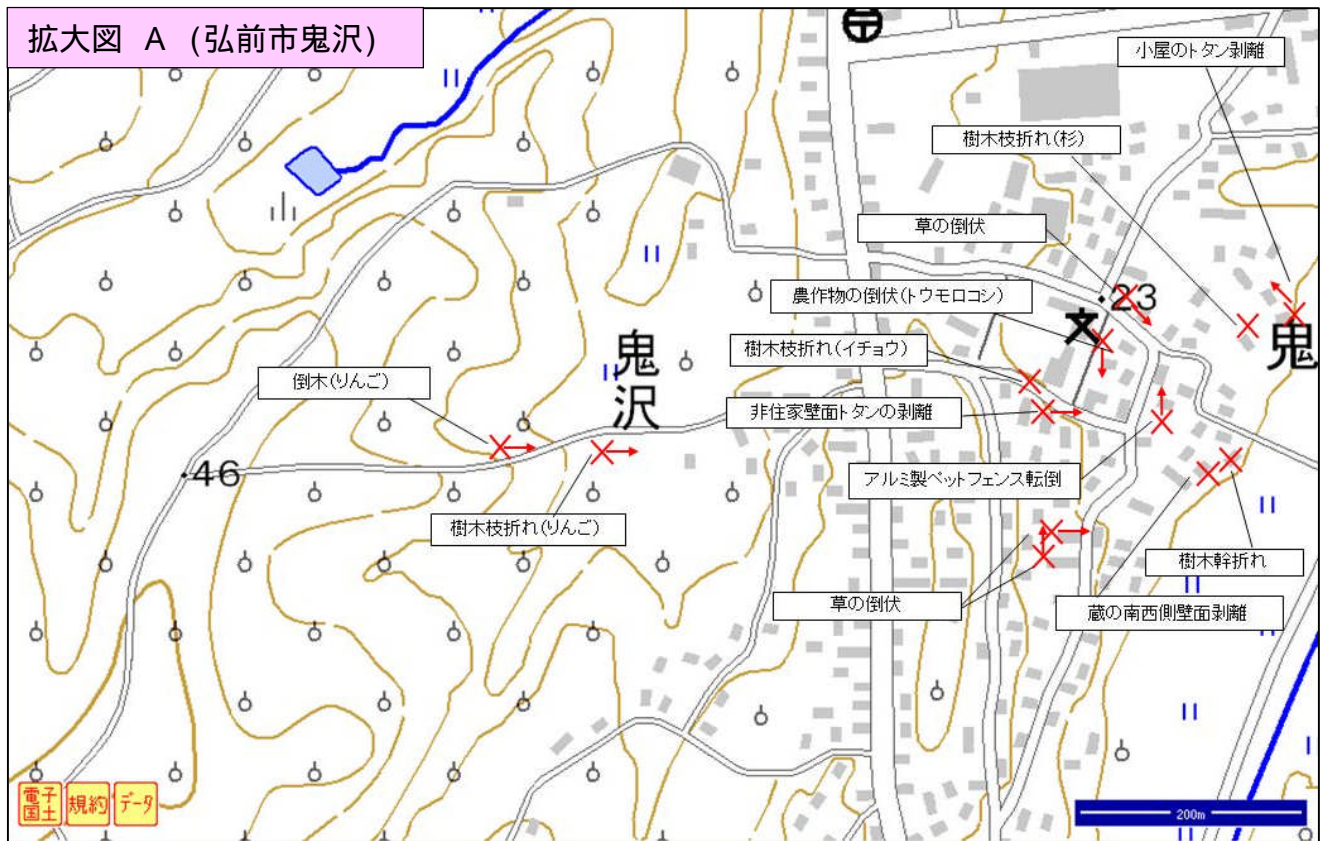 拡大図 A (弘前市鬼沢)
小屋のトタン剥離
樹木枝折れ(杉)
草の倒伏
23
農作物の倒伏(トウモロコシ)
文
鬼
樹木枝折れ(イチョウ)
鬼沢
倒木(りんご)
非住家壁面トタンの剥離
46
アルミ製ペットフェンス転倒
樹木枝折れ(りんご)
樹木幹折れ
草の倒伏
蔵の南西側壁面剥離
電子国土
規約
データ
200m